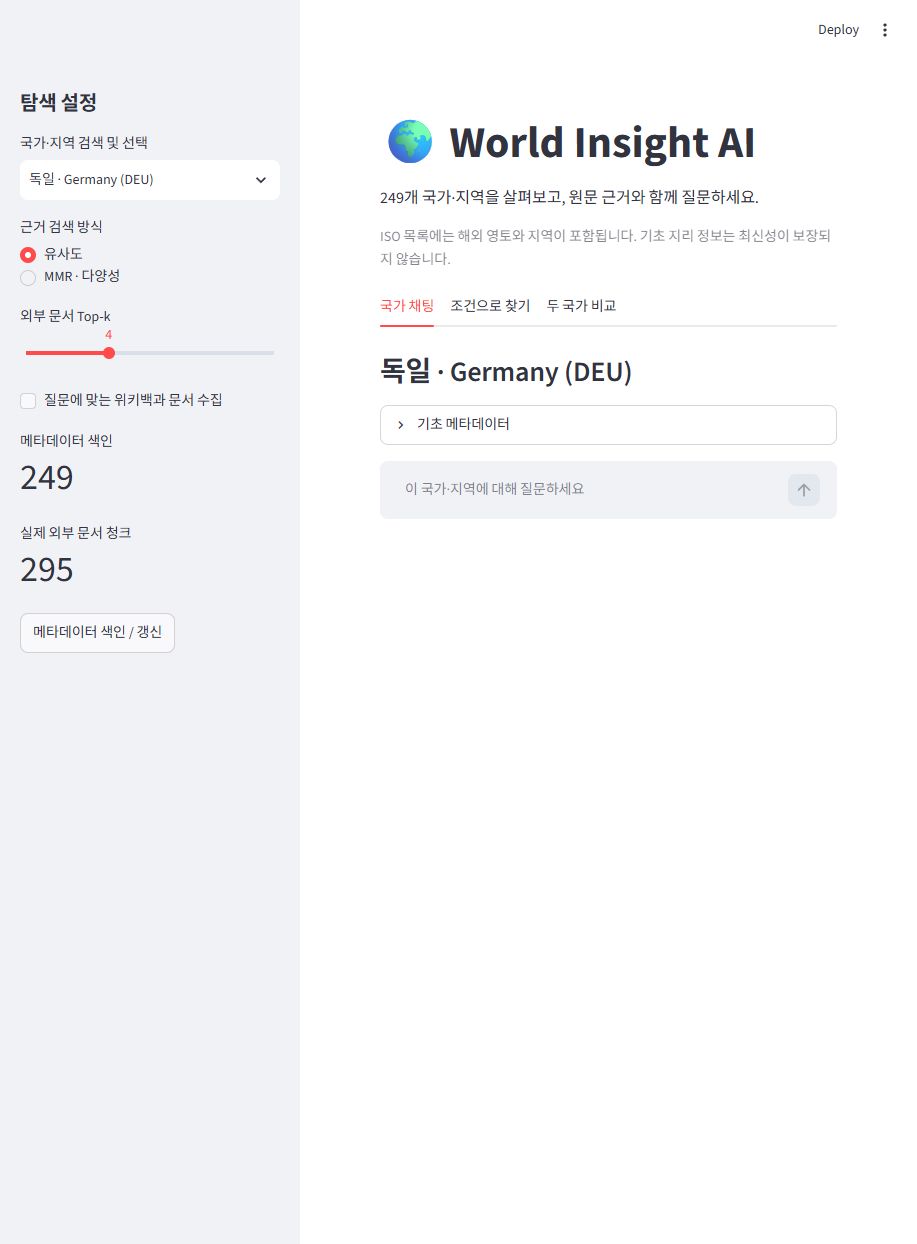 Deploy
탐색 설정
국가·지역 검색 및 선택
독일 · Germany (DEU)
근거 검색 방식
유사도
MMR · 다양성
외부 문서 Top-k
4
질문에 맞는 위키백과 문서 수집
메타데이터 색인
249
실제 외부 문서 청크
295
메타데이터 색인 / 갱신
World Insight AI
249개 국가·지역을 살펴보고, 원문 근거와 함께 질문하세요.
ISO 목록에는 해외 영토와 지역이 포함됩니다. 기초 지리 정보는 최신성이 보장되
지 않습니다.
국가 채팅 조건으로 찾기 두 국가 비교
독일 · Germany (DEU)
기초 메타데이터
이 국가·지역에 대해 질문하세요